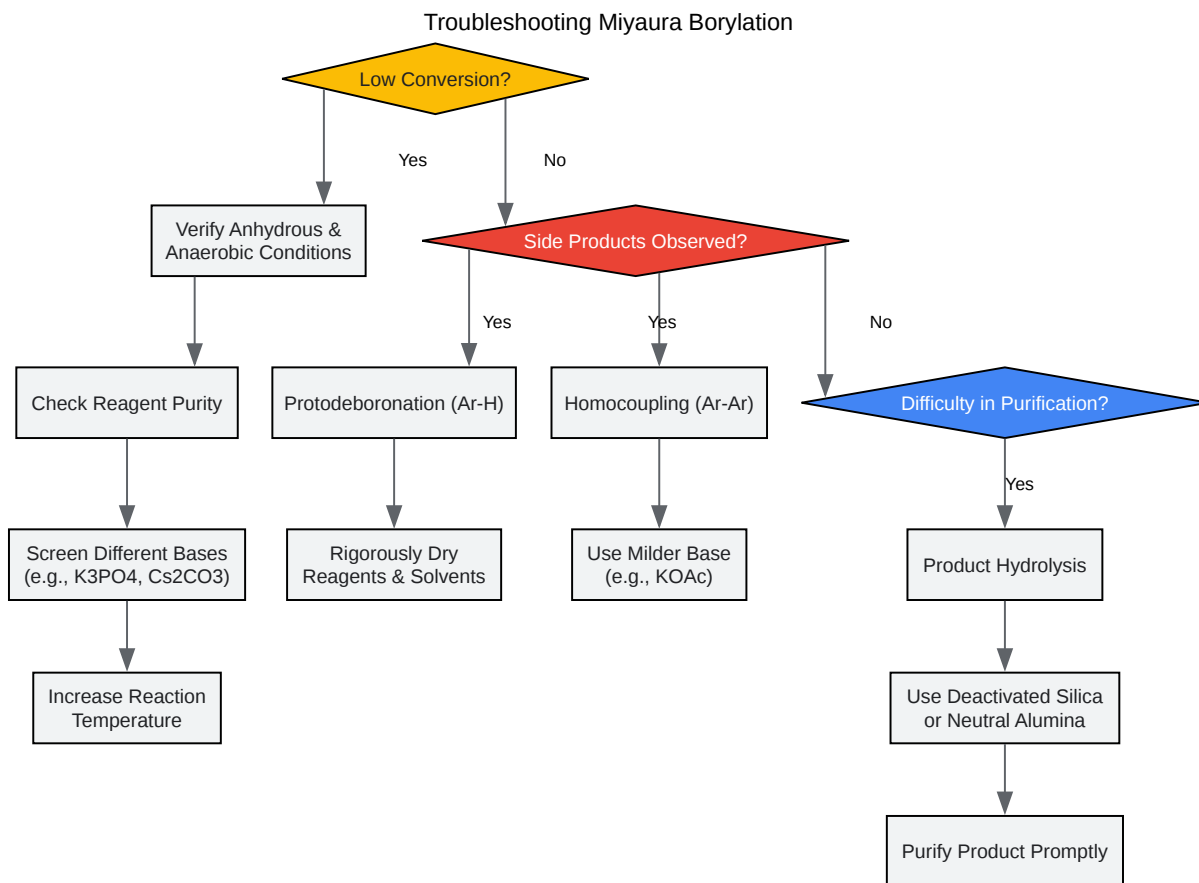 Troubleshooting Miyaura Borylation
Low Conversion?
Yes
No
Verify Anhydrous &
Anaerobic Conditions
Side Products Observed?
Yes
Yes
No
Check Reagent Purity
Protodeboronation (Ar-H)
Homocoupling (Ar-Ar)
Difficulty in Purification?
Yes
Screen Different Bases
(e.g., K3PO4, Cs2CO3)
Rigorously Dry
Reagents & Solvents
Use Milder Base
(e.g., KOAc)
Product Hydrolysis
Increase Reaction
Temperature
Use Deactivated Silica
or Neutral Alumina
Purify Product Promptly